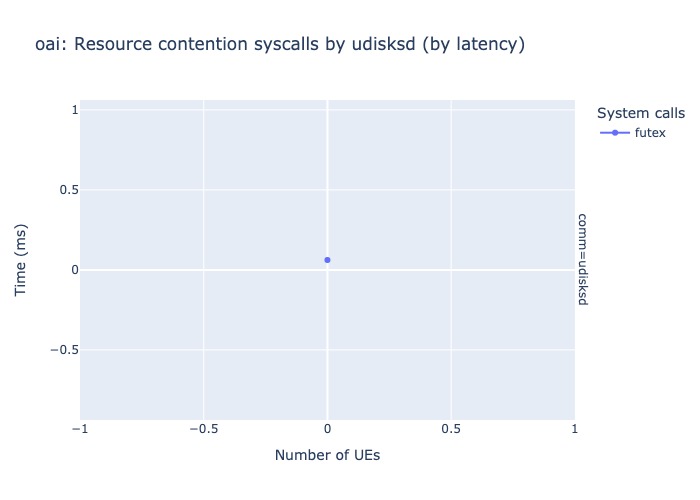 oai: Resource contention syscalls by udisksd (by latency)
System calls
futex
1
0.5
0
−0.5
Time (ms)
comm=udisksd
−1
−0.5
0
0.5
1
Number of UEs